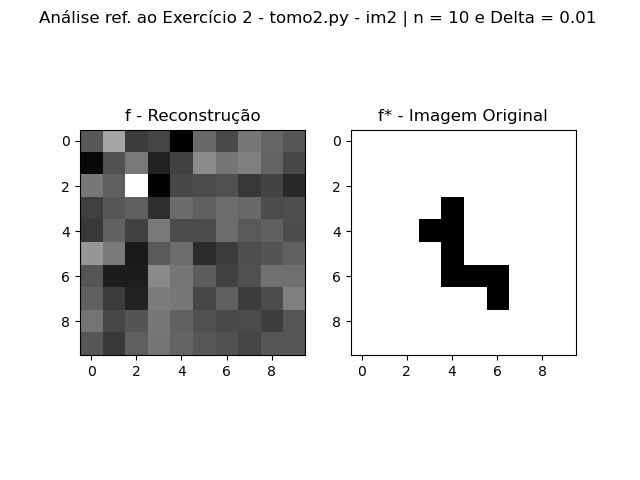 Análise ref. ao Exercício 2 - tomo2.py - im2 | n = 10 e Delta = 0.01
f - Reconstrução
f* - Imagem Original
0
2
4
6
8
0 2 4 6 8
0
2
4
6
8
0 2 4 6 8